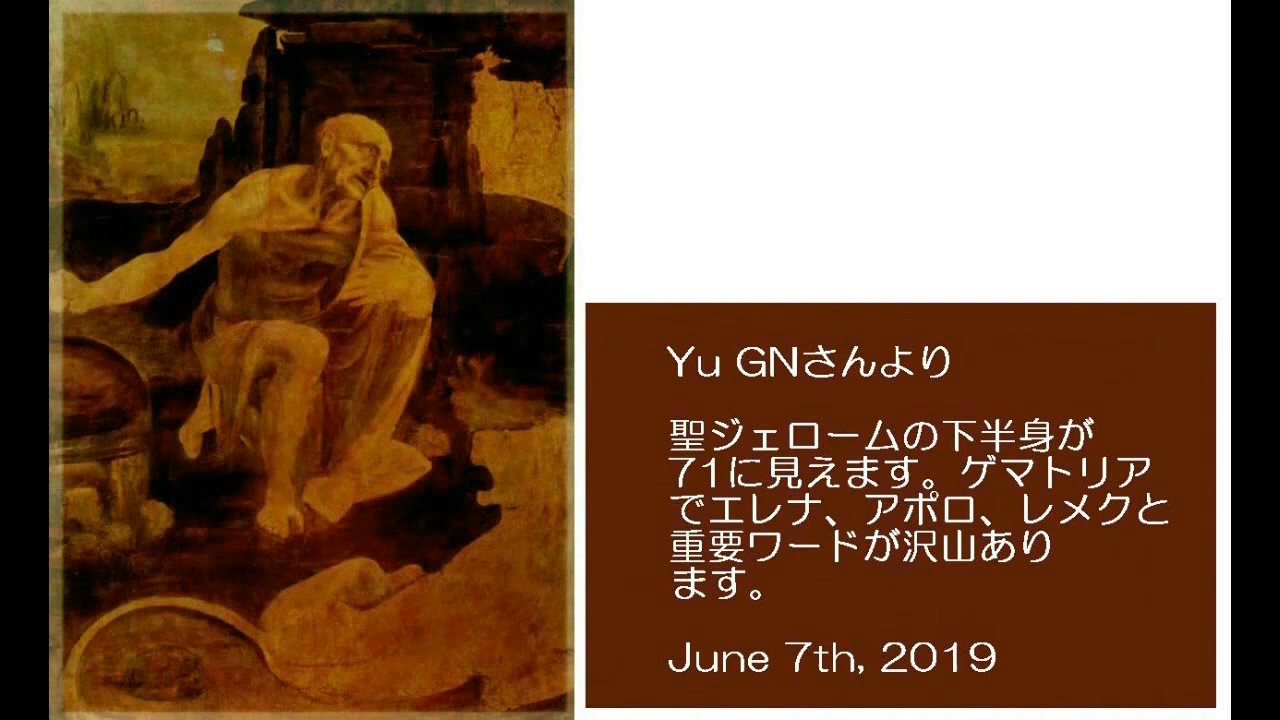 Yu GNさんより
聖ジェロームの下半身が
71に見えます。ゲマトリア
でエレナ、アポロ、レメクと
重要ワードが沢山あり
ます。
June 7th, 2019